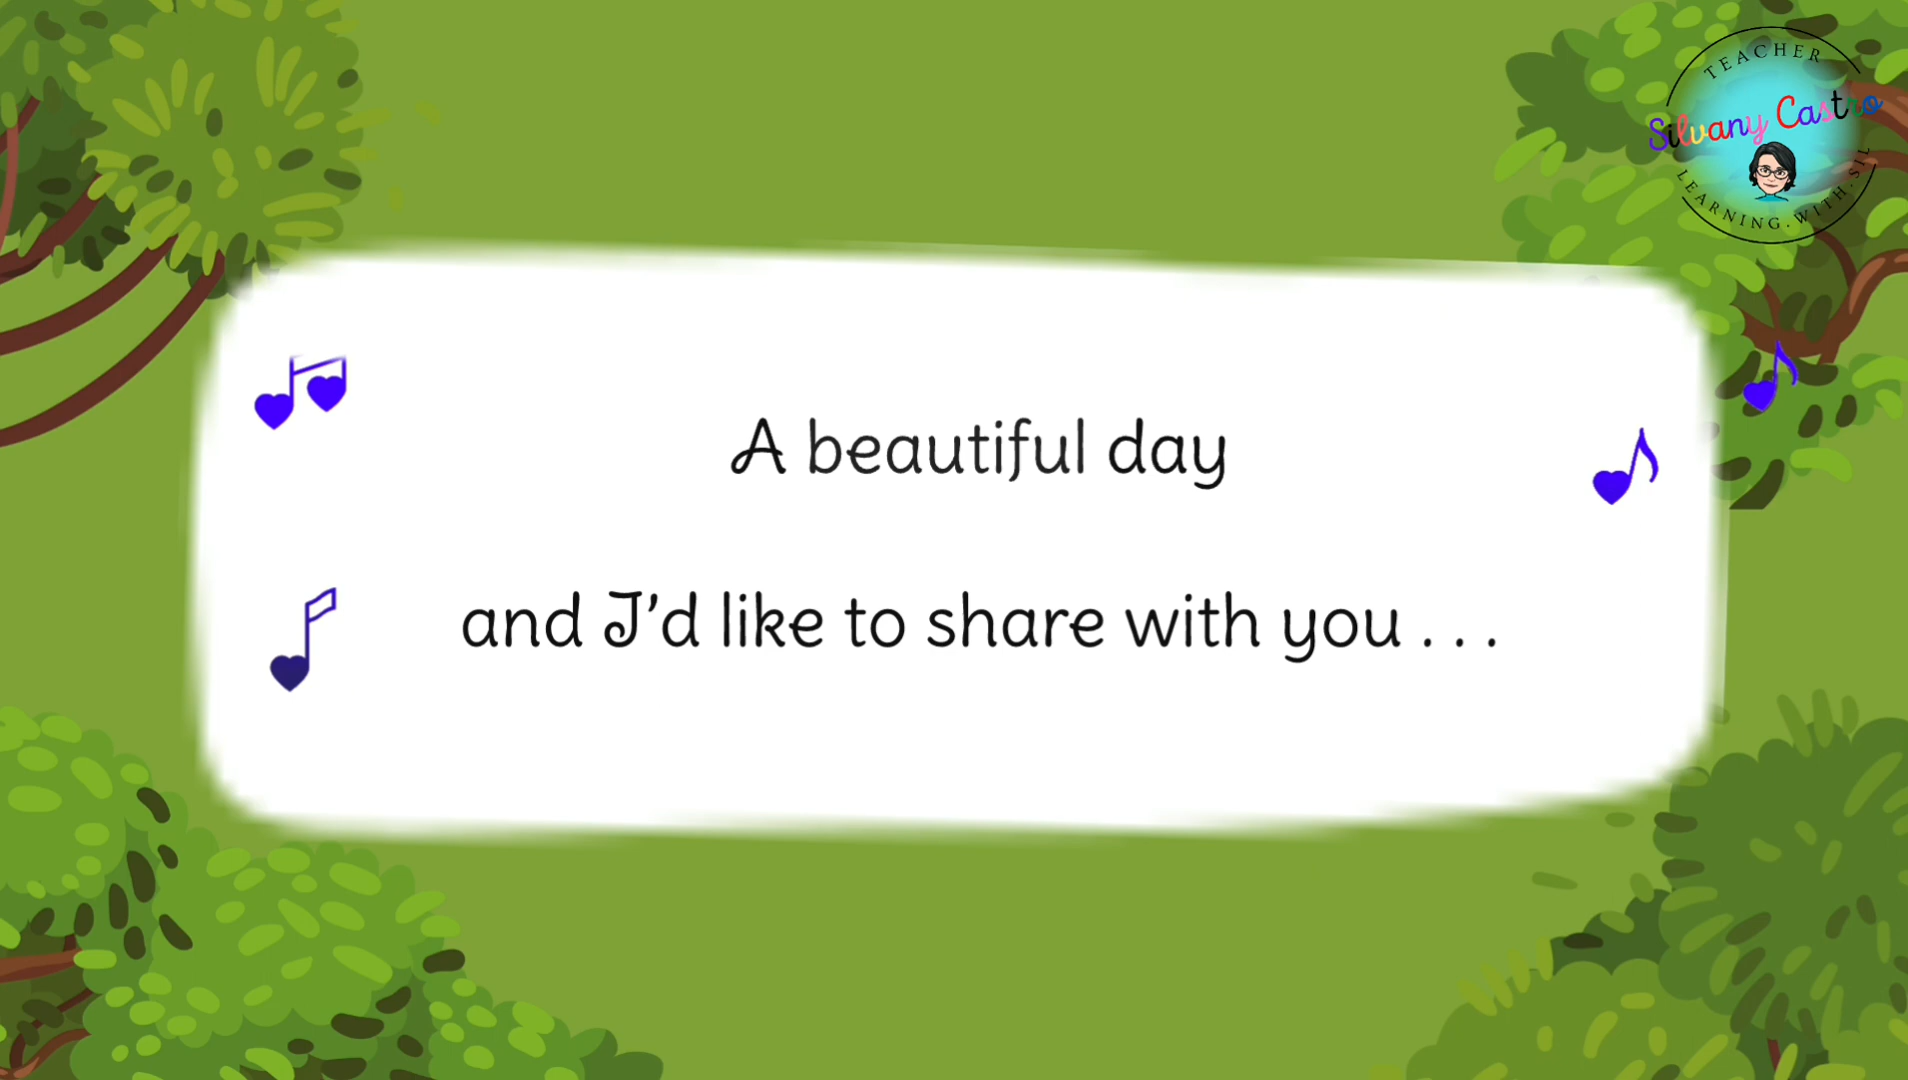 TEACHER
Silvany Castro
LEARNING.WITH.SIL
A beautiful day
and I'd like to share with you . . .